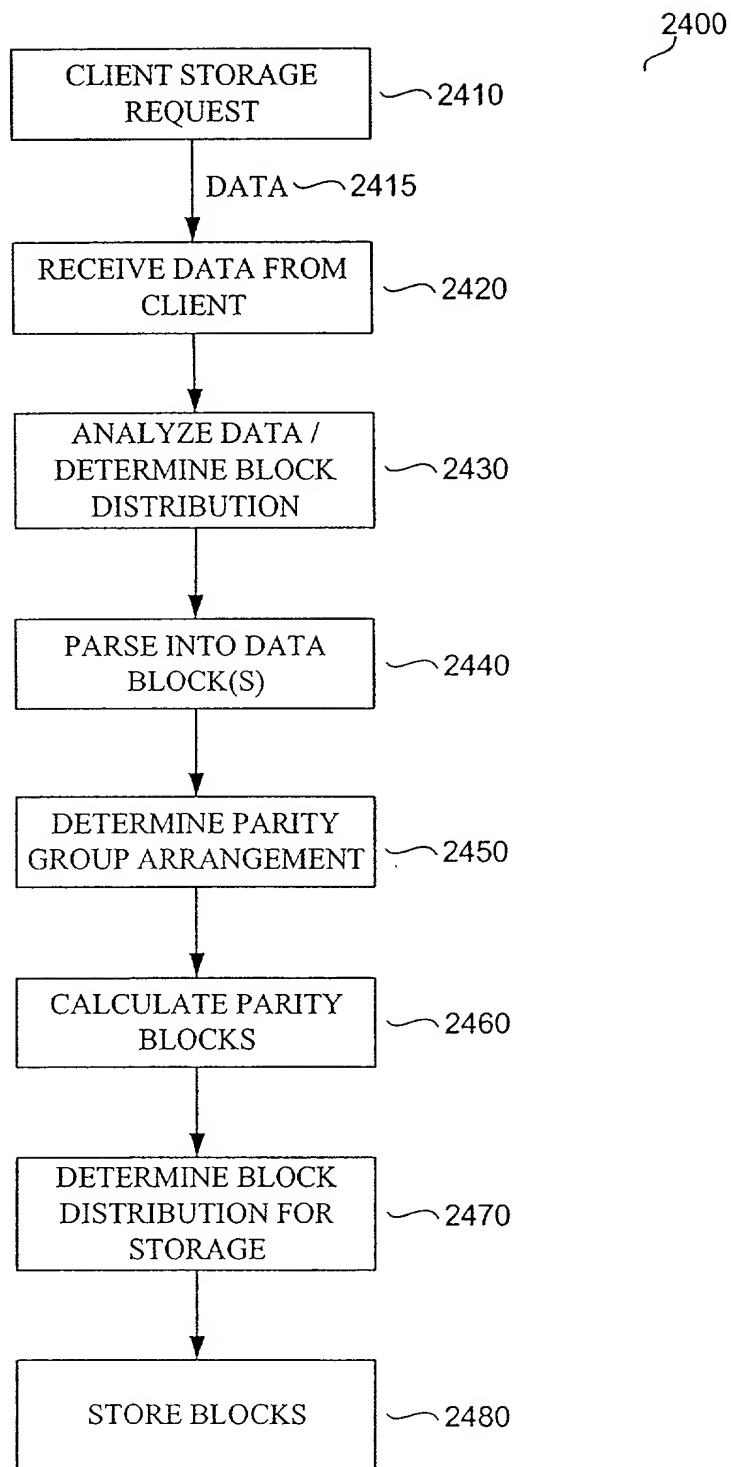 2400
CLIENT STORAGE
REQUEST
2410
DATA
2415
RECEIVE DATA FROM
CLIENT
2420
ANALYZE DATA /
DETERMINE BLOCK
DISTRIBUTION
2430
PARSE INTO DATA
BLOCK(S)
2440
DETERMINE PARITY
GROUP ARRANGEMENT
2450
CALCULATE PARITY
BLOCKS
2460
DETERMINE BLOCK
DISTRIBUTION FOR
STORAGE
2470
STORE BLOCKS
2480